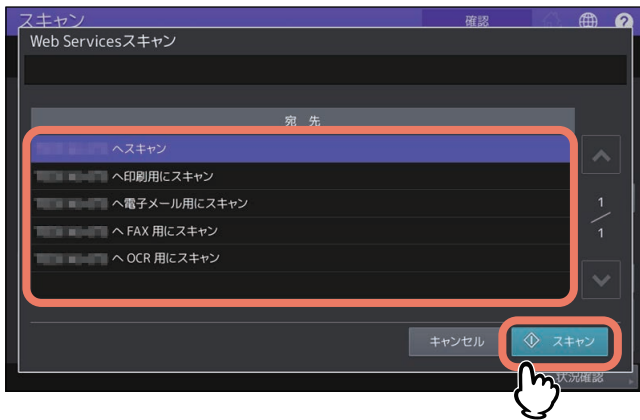 スキャン 確認 ?
Web Servicesスキャン
宛 先
へスキャン
へ印刷用にスキャン
1
へ電子メール用にスキャン
へ FAX 用にスキャン
1
へ OCR 用にスキャン
キャンセル スキャン
状況確認